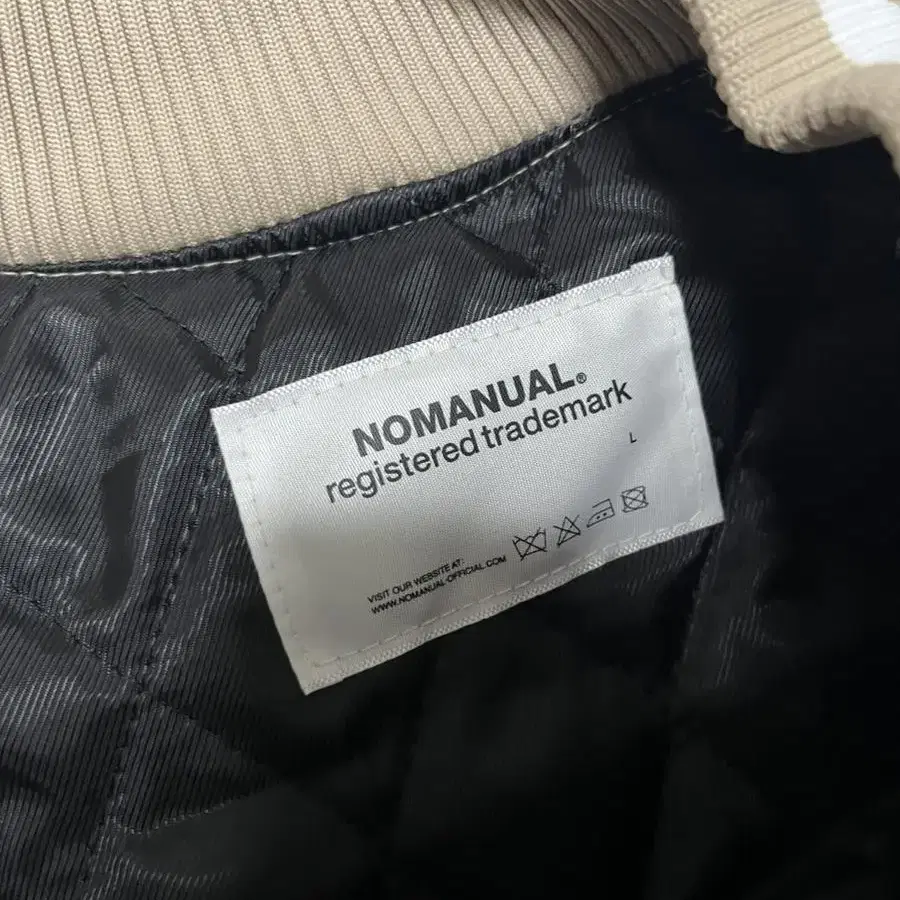 NOMANUAL®
registered trademark
L
VISIT OUR WEBSITE AT:
WWW.NOMANUAL-OFFICIAL.COM